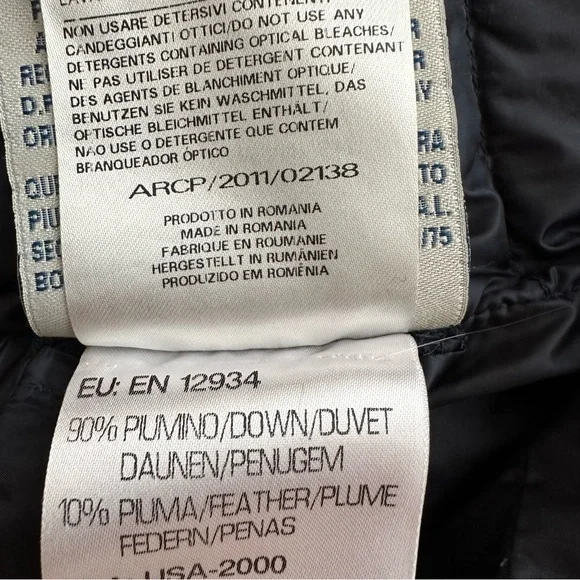 NON USARE DETERSIVI CONTENENTI
CANDEGGIANTI OTTICI/DO NOT USE ANY
DETERGENTS CONTAINING OPTICAL BLEACHES/
NE PAS UTILISER DE DETERGENT CONTENANT
DES AGENTS DE BLANCHIMENT OPTIQUE/
BENUTZEN SIE KEIN WASCHMITTEL, DAS
OPTISCHE BLEICHMITTEL ENTHÄLT/
NÃO USE O DETERGENTE QUE CONTEM
BRANQUEADOR ÓPTICO
ARCP/2011/02138
PRODOTTO IN ROMANIA
MADE IN ROMANIA
FABRIQUE EN ROUMANIE
HERGESTELLT IN RUMÄNIEN
PRODUZIDO EM ROMÊNIA
EU: EN 12934
90% PIUMINO/DOWN/DUVET
DAUNEN/PENUGEM
10% PIUMA/FEATHER/PLUME
FEDERN/PENAS
USA-2000